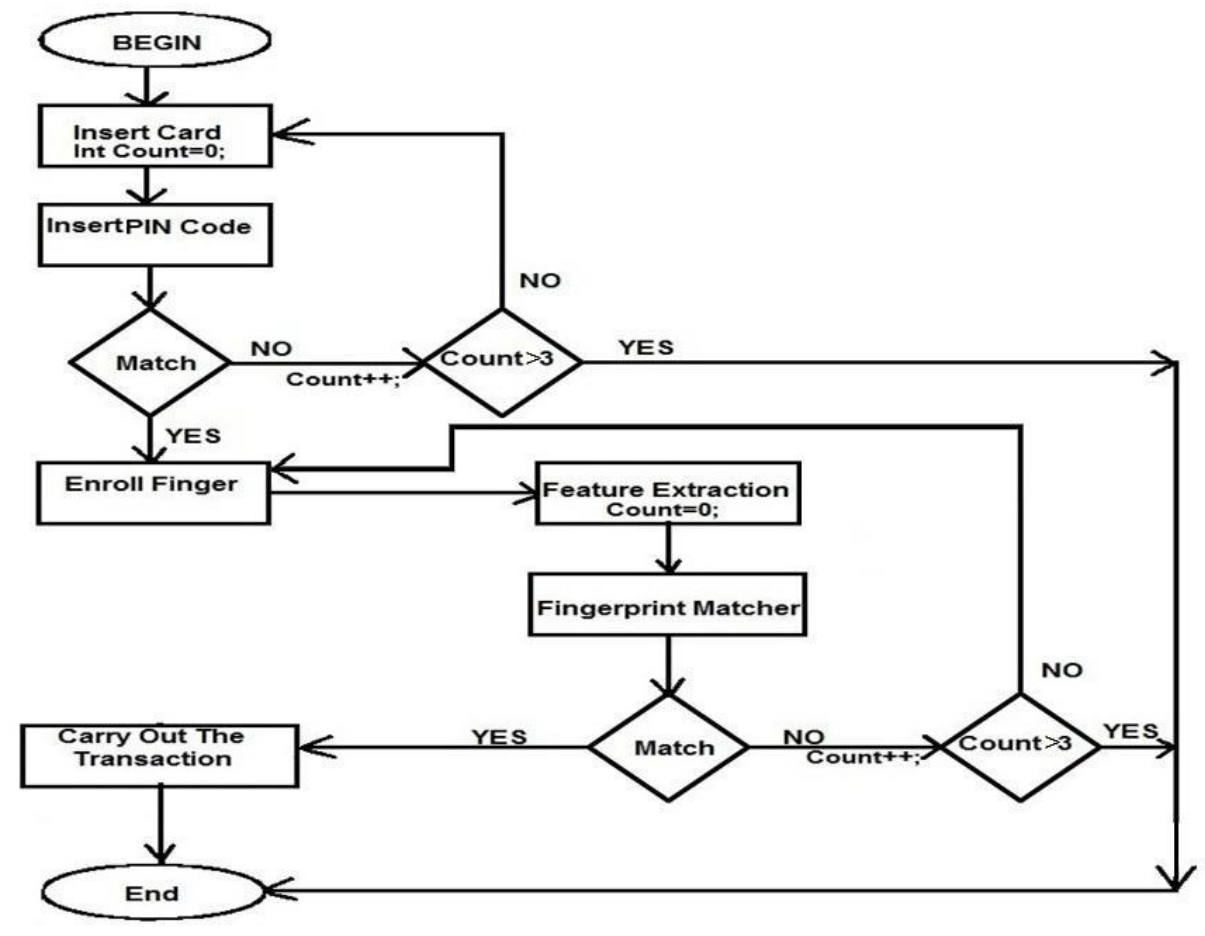 BEGIN
Insert Card
Int Count=0;
InsertPIN Code
NO
Match
NO
Count++;
Count>3
YES
YES
Enroll Finger
Feature Extraction
Count=0;
Fingerprint Matcher
NO
Carry Out The
Transaction
YES
Match
NO
Count++;
Count>3
YES
End